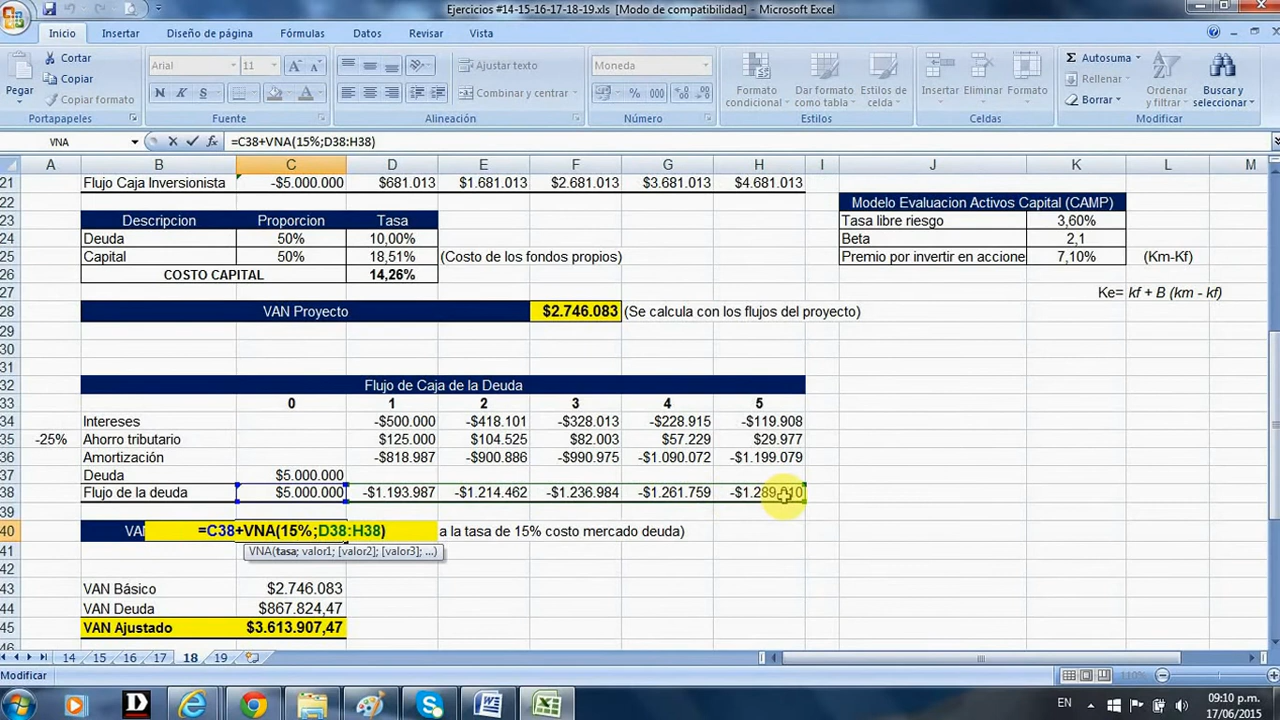 Ejercicios #14-15-16-17-18-19.xls [Modo de compatibilidad] - Microsoft Excel
Inicio Insertar Diseño de página Fórmulas Datos Revisar Vista
Cortar
Copiar
Copiar formato
Pegar
Portapapeles
Arial 11
N K S
Fuente
Ajustar texto
Combinar y centrar
Alineación
Moneda
% 000
Número
Formato condicional
Dar formato como tabla
Estilos de celda
Estilos
Insertar Eliminar Formato
Celdas
Autosuma
Rellenar
Borrar
Ordenar y filtrar
Buscar y seleccionar
Modificar
VNA =C38+VNA(15%;D38:H38)
A B C D E F G H I J K L M
21 Flujo Caja Inversionista -$5.000.000 $681.013 $1.681.013 $2.681.013 $3.681.013 $4.681.013
22 Modelo Evaluacion Activos Capital (CAMP)
23 Descripcion Proporcion Tasa Tasa libre riesgo 3,60%
24 Deuda 50% 10,00% Beta 2,1
25 Capital 50% 18,51% (Costo de los fondos propios) Premio por invertir en accione 7,10% (Km-Kf)
26 COSTO CAPITAL 14,26%
27 Ke= kf + B (km - kf)
28 VAN Proyecto $2.746.083 (Se calcula con los flujos del proyecto)
29
30
31
32 Flujo de Caja de la Deuda
33 0 1 2 3 4 5
34 Intereses -$500.000 -$418.101 -$328.013 -$228.915 -$119.908
35 -25% Ahorro tributario $125.000 $104.525 $82.003 $57.229 $29.977
36 Amortización -$818.987 -$900.886 -$990.975 -$1.090.072 -$1.199.079
37 Deuda $5.000.000
38 Flujo de la deuda $5.000.000 -$1.193.987 -$1.214.462 -$1.236.984 -$1.261.759
39
40 =C38+VNA(15%;D38:H38) a la tasa de 15% costo mercado deuda)
41 VNA(tasa; valor1; [valor2]; [valor3]; ...)
42
43 VAN Básico $2.746.083
44 VAN Deuda $867.824,47
45 VAN Ajustado $3.613.907,47
46
14 15 16 17 18 19
Modificar 110%
EN 09:10 p.m.
17/06/2015